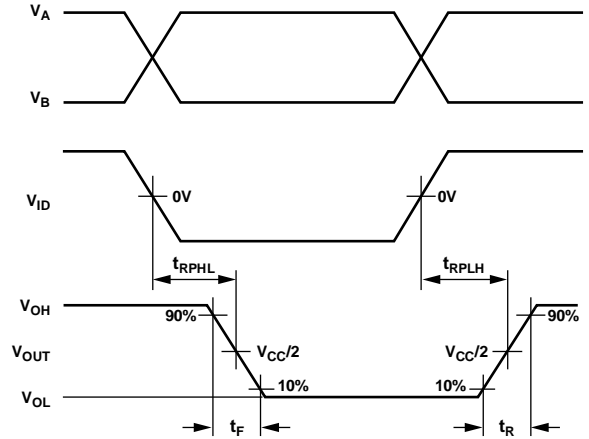 VA
VB
VID
0V
0V
tRPHL
tRPLH
VOH
90%
90%
VOUT
VCC/2
VCC/2
10%
10%
VOL
tF
tR